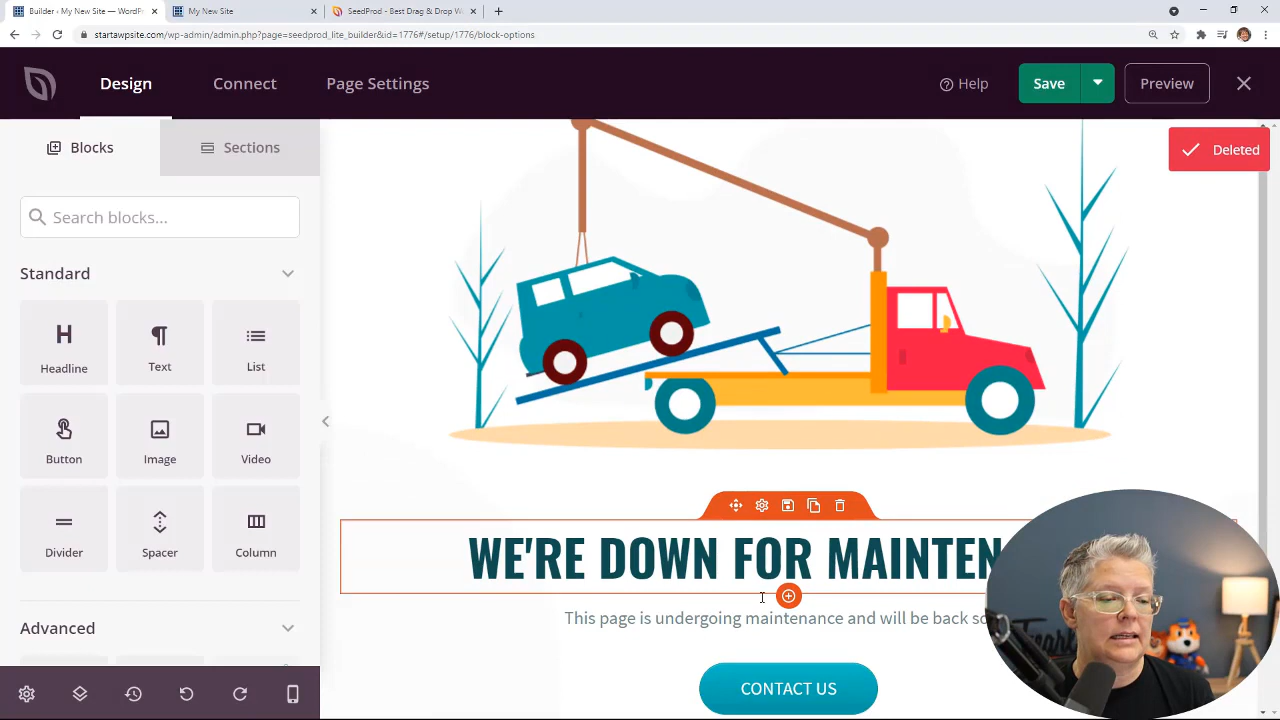 Builder ‹ My New Site — WordPr
My New Site
SeedProd - Best Drag & Drop W
startawpsite.com/wp-admin/admin.php?page=seedprod_lite_builder&id=1776#/setup/1776/block-options
Design
Connect
Page Settings
Help
Save
Preview
Blocks
Sections
Deleted
Search blocks...
Standard
H
Headline
Text
List
Button
Image
Video
Divider
Spacer
Column
WE'RE DOWN FOR MAINTEN
This page is undergoing maintenance and will be back so
CONTACT US
Advanced